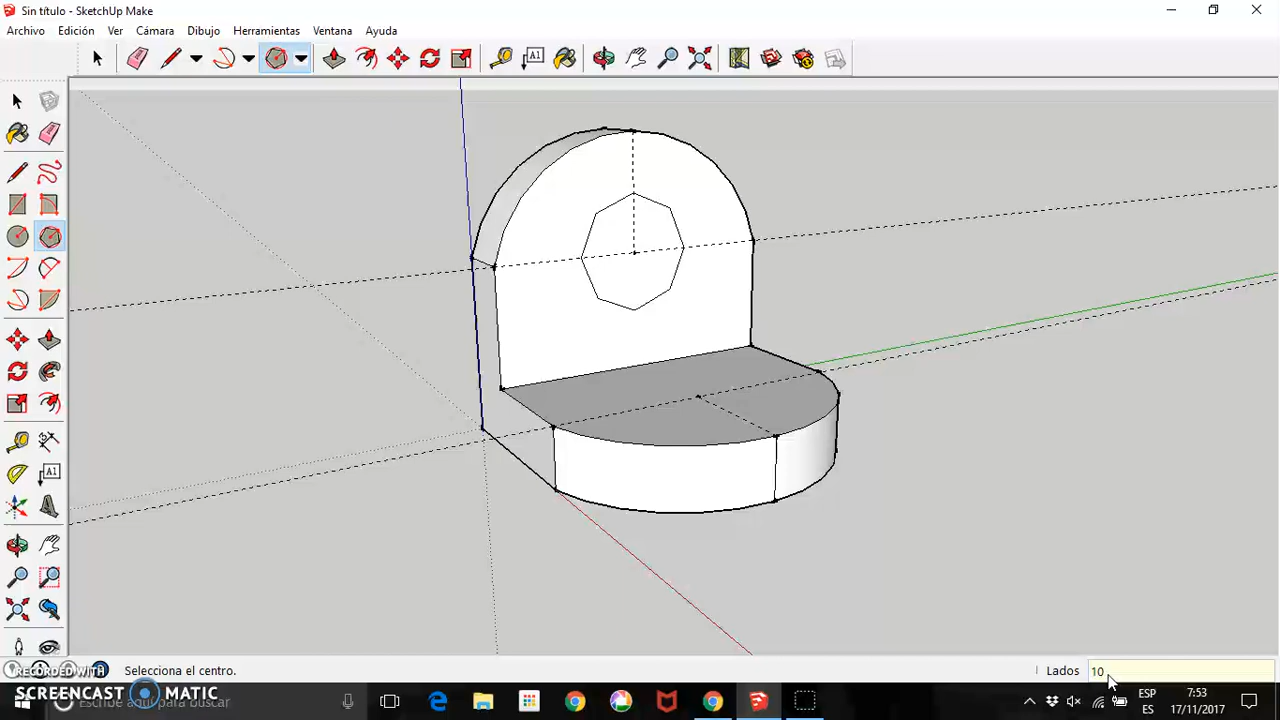 Sin título - SketchUp Make
Archivo Edición Ver Cámara Dibujo Herramientas Ventana Ayuda
A1
A1
Selecciona el centro.
Lados 10
RECORDED WITH
SCREENCAST MATIC
Escribe aquí para buscar
ESP
ES
7:53
17/11/2017